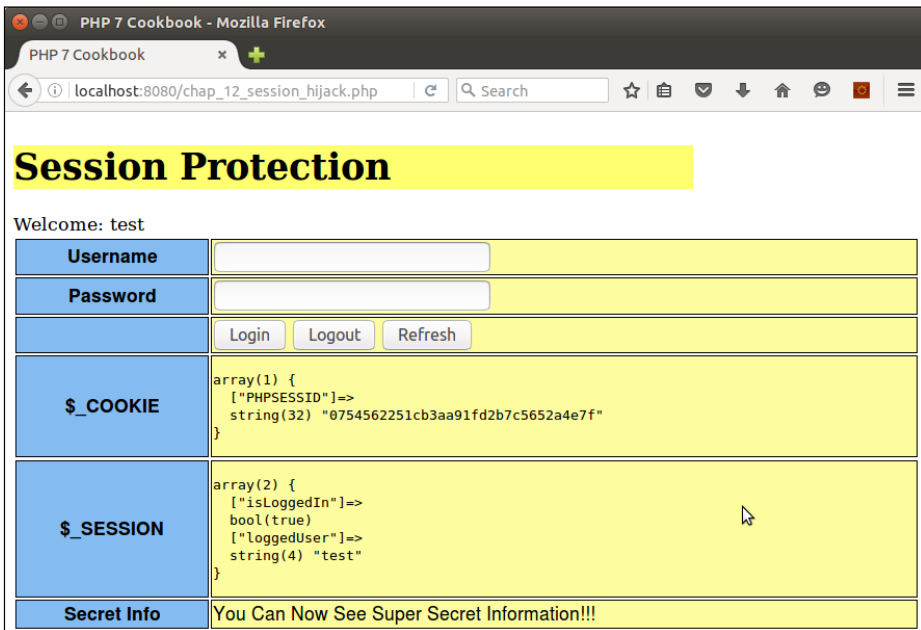 PHP 7 Cookbook - Mozilla Firefox
PHP 7 Cookbook
localhost:8080/chap_12_session_hijack.php
Search
Session Protection
Welcome: test
Username
Password
Login Logout Refresh
$_COOKIE
array(1) {
["PHPSESSID"]=>
string(32) "0754562251cb3aa91fd2b7c5652a4e7f"
}
$_SESSION
array(2) {
["isLoggedIn"]=>
bool(true)
["loggedUser"]=>
string(4) "test"
}
Secret Info You Can Now See Super Secret Information!!!